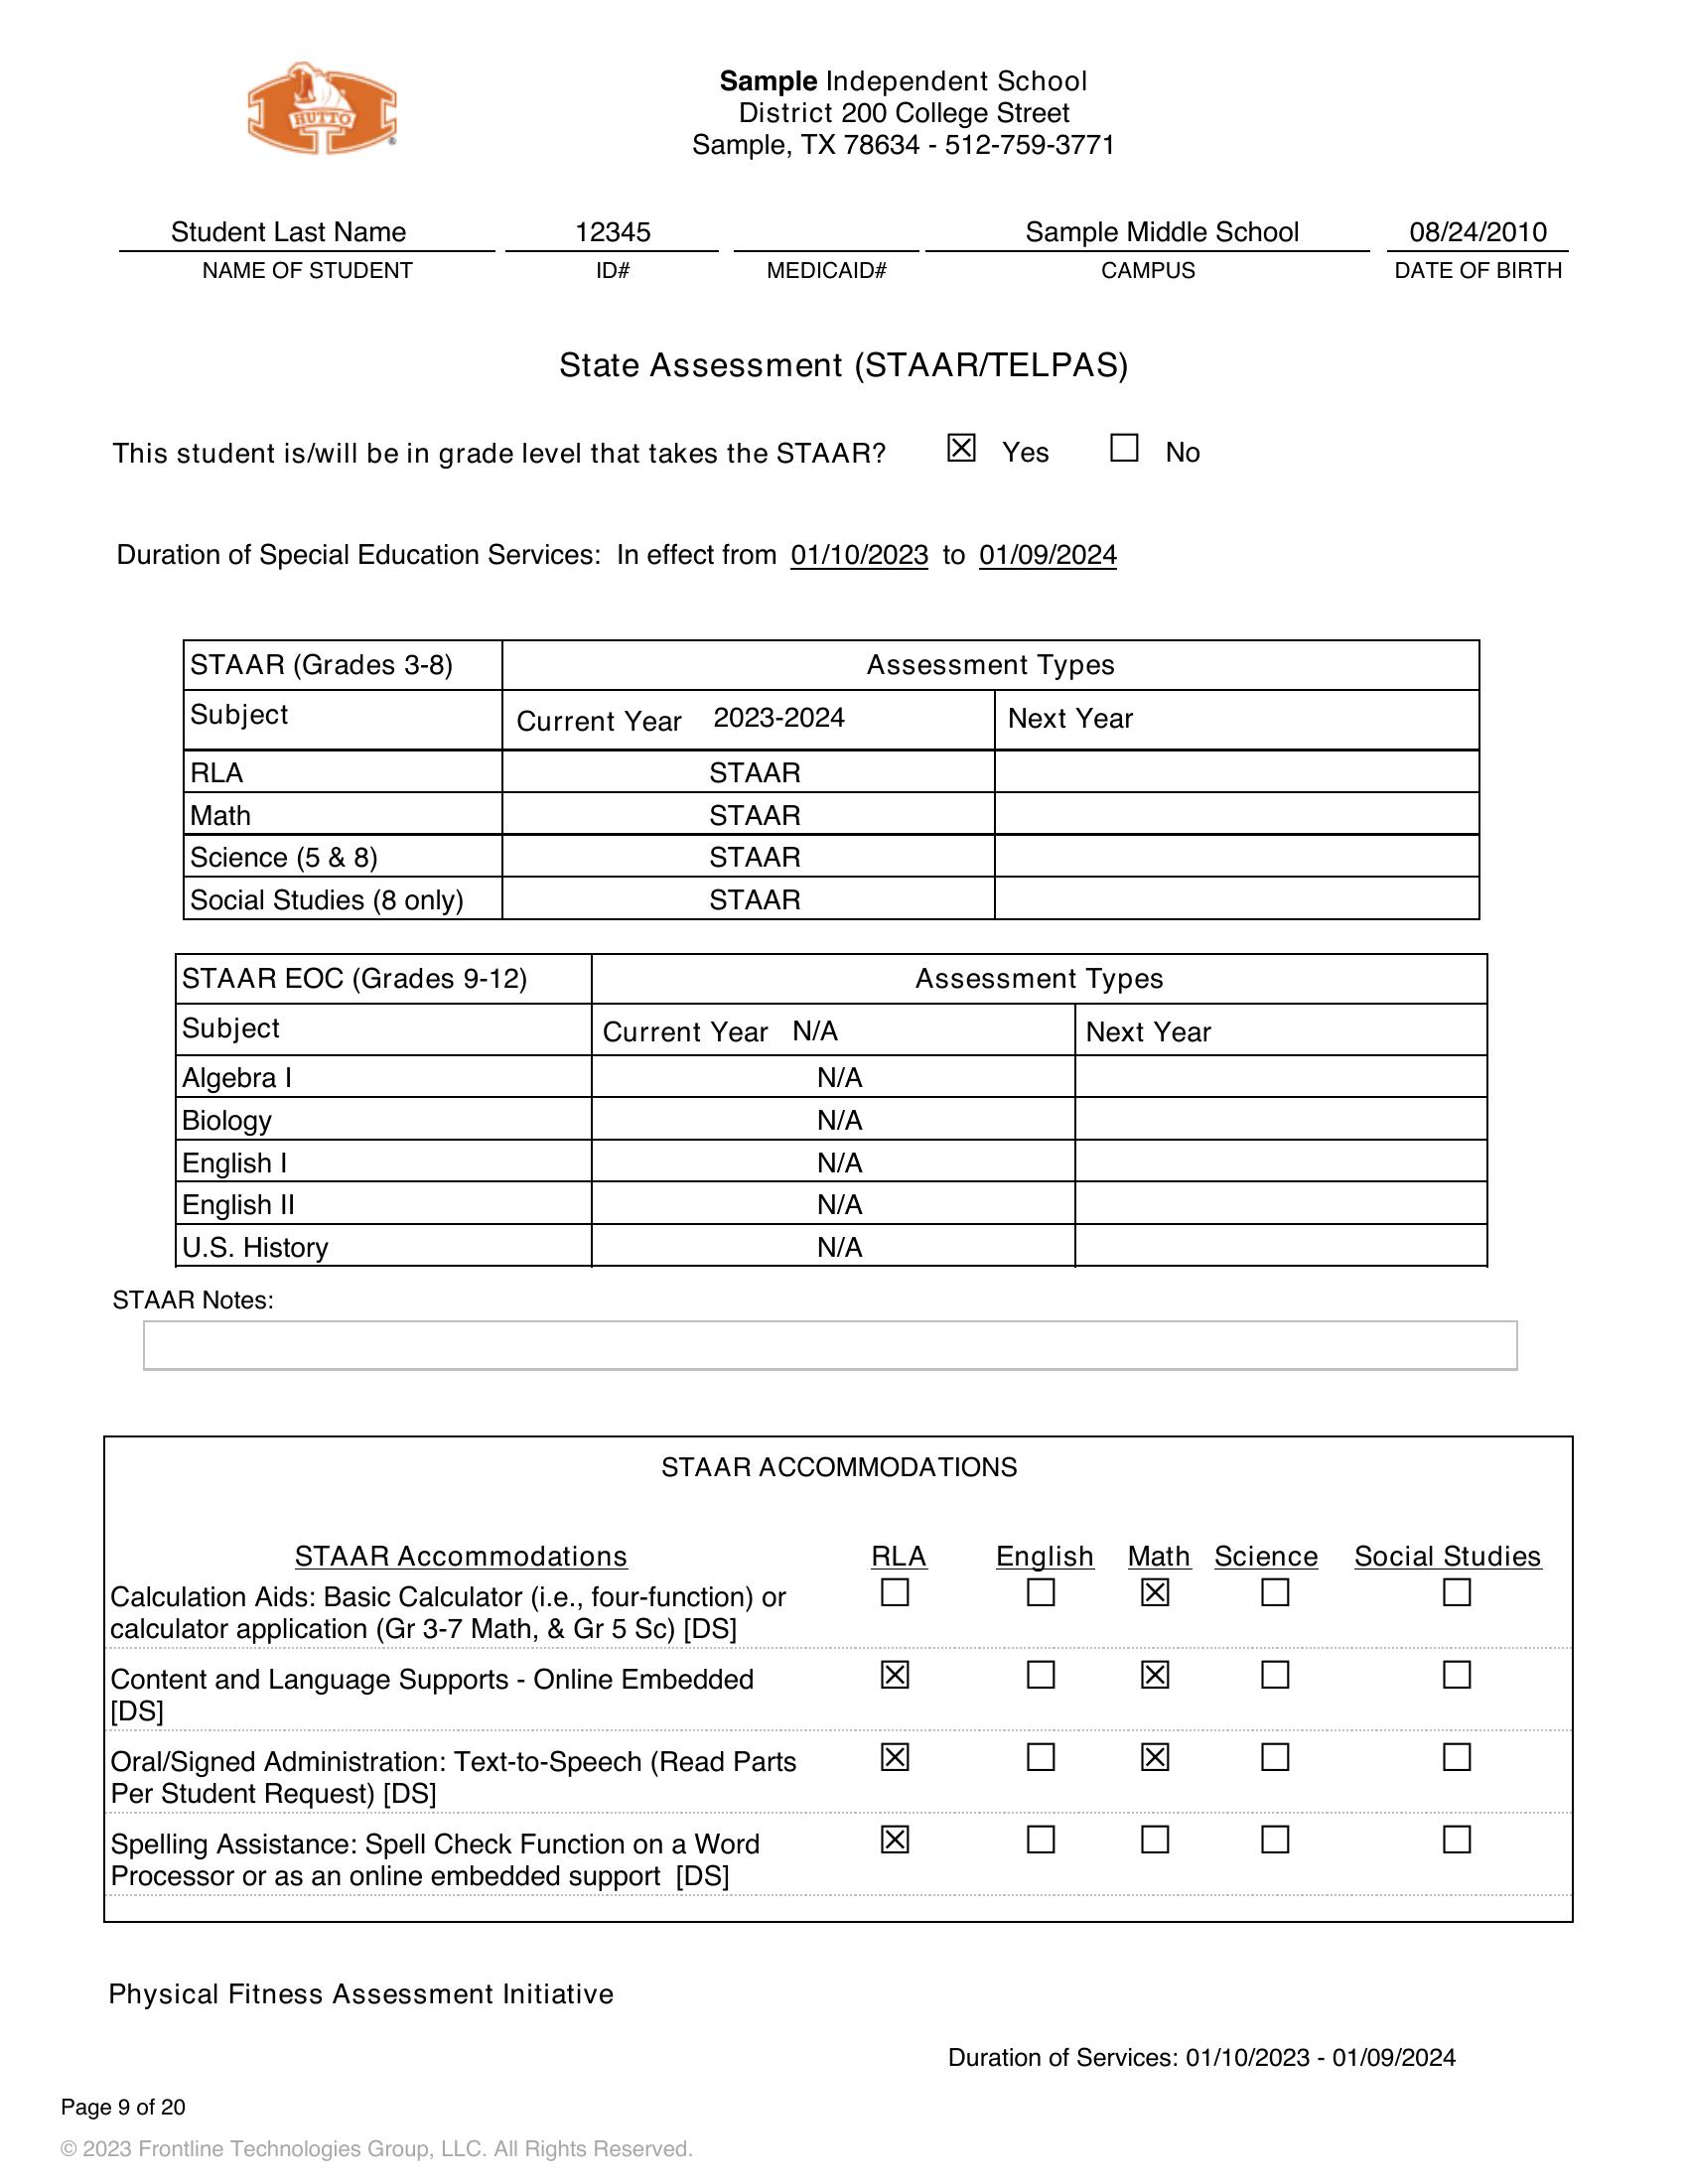 HUTTO
®
Sample Independent School
District 200 College Street
Sample, TX 78634 - 512-759-3771
Student Last Name 12345 Sample Middle School 08/24/2010
NAME OF STUDENT ID# MEDICAID# CAMPUS DATE OF BIRTH
State Assessment (STAAR/TELPAS)
This student is/will be in grade level that takes the STAAR? ☒ Yes ☐ No
Duration of Special Education Services: In effect from 01/10/2023 to 01/09/2024
STAAR (Grades 3-8) Assessment Types
Subject Current Year 2023-2024 Next Year
RLA STAAR
Math STAAR
Science (5 & 8) STAAR
Social Studies (8 only) STAAR
STAAR EOC (Grades 9-12) Assessment Types
Subject Current Year N/A Next Year
Algebra I N/A
Biology N/A
English I N/A
English II N/A
U.S. History N/A
STAAR Notes:
STAAR ACCOMMODATIONS
STAAR Accommodations RLA English Math Science Social Studies
Calculation Aids: Basic Calculator (i.e., four-function) or ☐ ☐ ☒ ☐ ☐
calculator application (Gr 3-7 Math, & Gr 5 Sc) [DS]
Content and Language Supports - Online Embedded ☒ ☐ ☒ ☐ ☐
[DS]
Oral/Signed Administration: Text-to-Speech (Read Parts ☒ ☐ ☒ ☐ ☐
Per Student Request) [DS]
Spelling Assistance: Spell Check Function on a Word ☒ ☐ ☐ ☐ ☐
Processor or as an online embedded support [DS]
Physical Fitness Assessment Initiative
Duration of Services: 01/10/2023 - 01/09/2024
Page 9 of 20
© 2023 Frontline Technologies Group, LLC. All Rights Reserved.